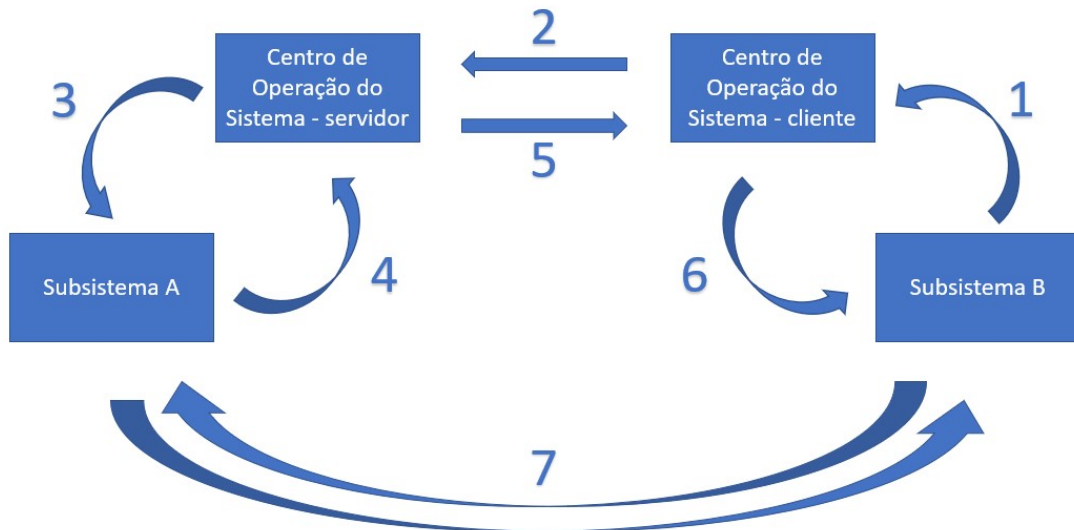 2
Centro de
Operação do
Sistema - servidor
Centro de
Operação do
Sistema - cliente
3
1
5
Subsistema A
4
6
Subsistema B
7